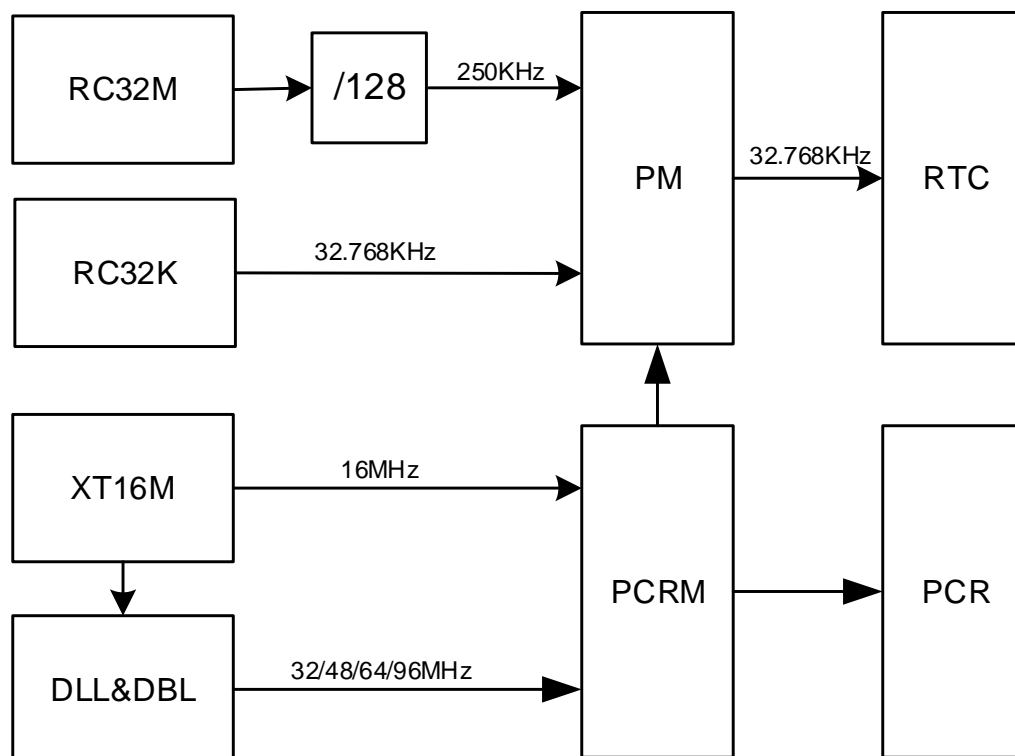 RC32M
/128
250KHz
PM
32.768KHz
RTC
RC32K
32.768KHz
XT16M
16MHz
PCRM
PCR
DLL&DBL
32/48/64/96MHz